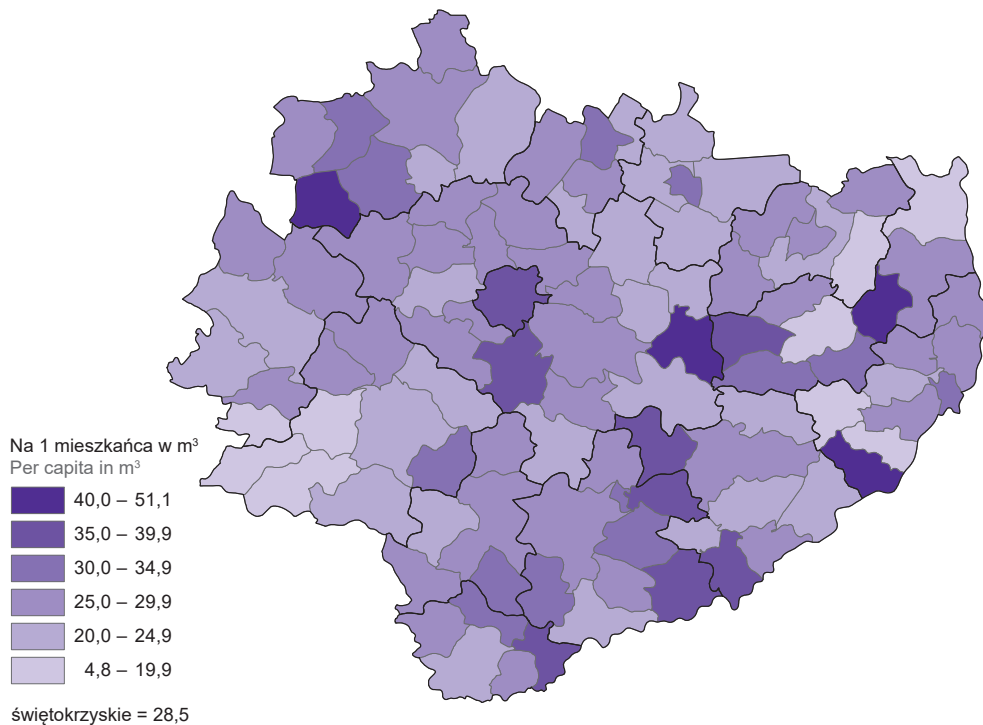 Na 1 mieszkańca w m³
Per capita in m³
40,0 – 51,1
35,0 – 39,9
30,0 – 34,9
25,0 – 29,9
20,0 – 24,9
4,8 – 19,9
świętokrzyskie = 28,5